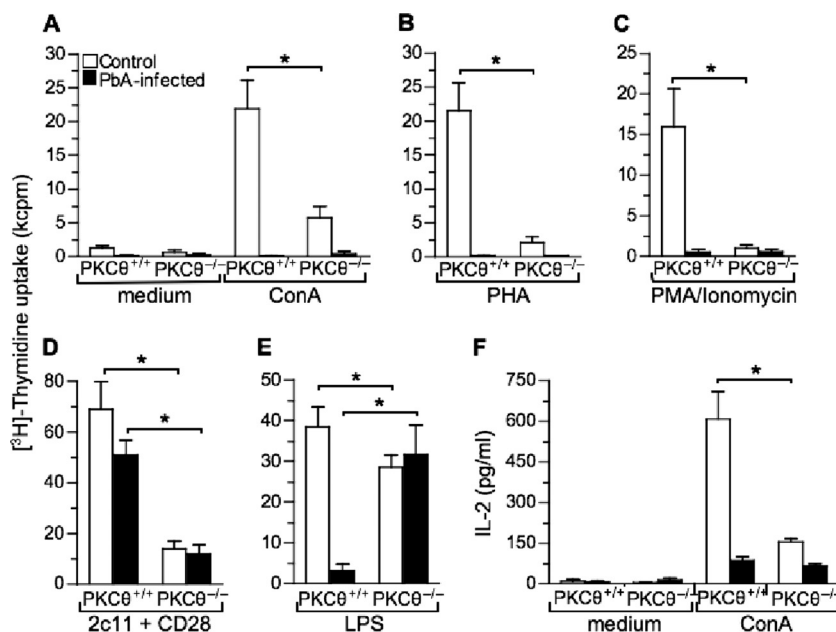 A
B
C
Control
PbA-infected
*
*
*
30
25
20
15
10
5
0
30
25
20
15
10
5
0
25
20
15
10
5
0
PKCθ+/+ PKCθ−/− PKCθ+/+ PKCθ−/−
medium ConA
PKCθ+/+ PKCθ−/−
PHA
PKCθ+/+ PKCθ−/−
PMA/Ionomycin
[3H]-Thymidine uptake (kcpm)
D
E
F
*
*
*
*
*
80
60
40
20
0
50
40
30
20
10
0
IL-2 (pg/ml)
750
600
450
300
150
0
PKCθ+/+ PKCθ−/−
2c11 + CD28
PKCθ+/+ PKCθ−/−
LPS
PKCθ+/+ PKCθ−/− PKCθ+/+ PKCθ−/−
medium ConA